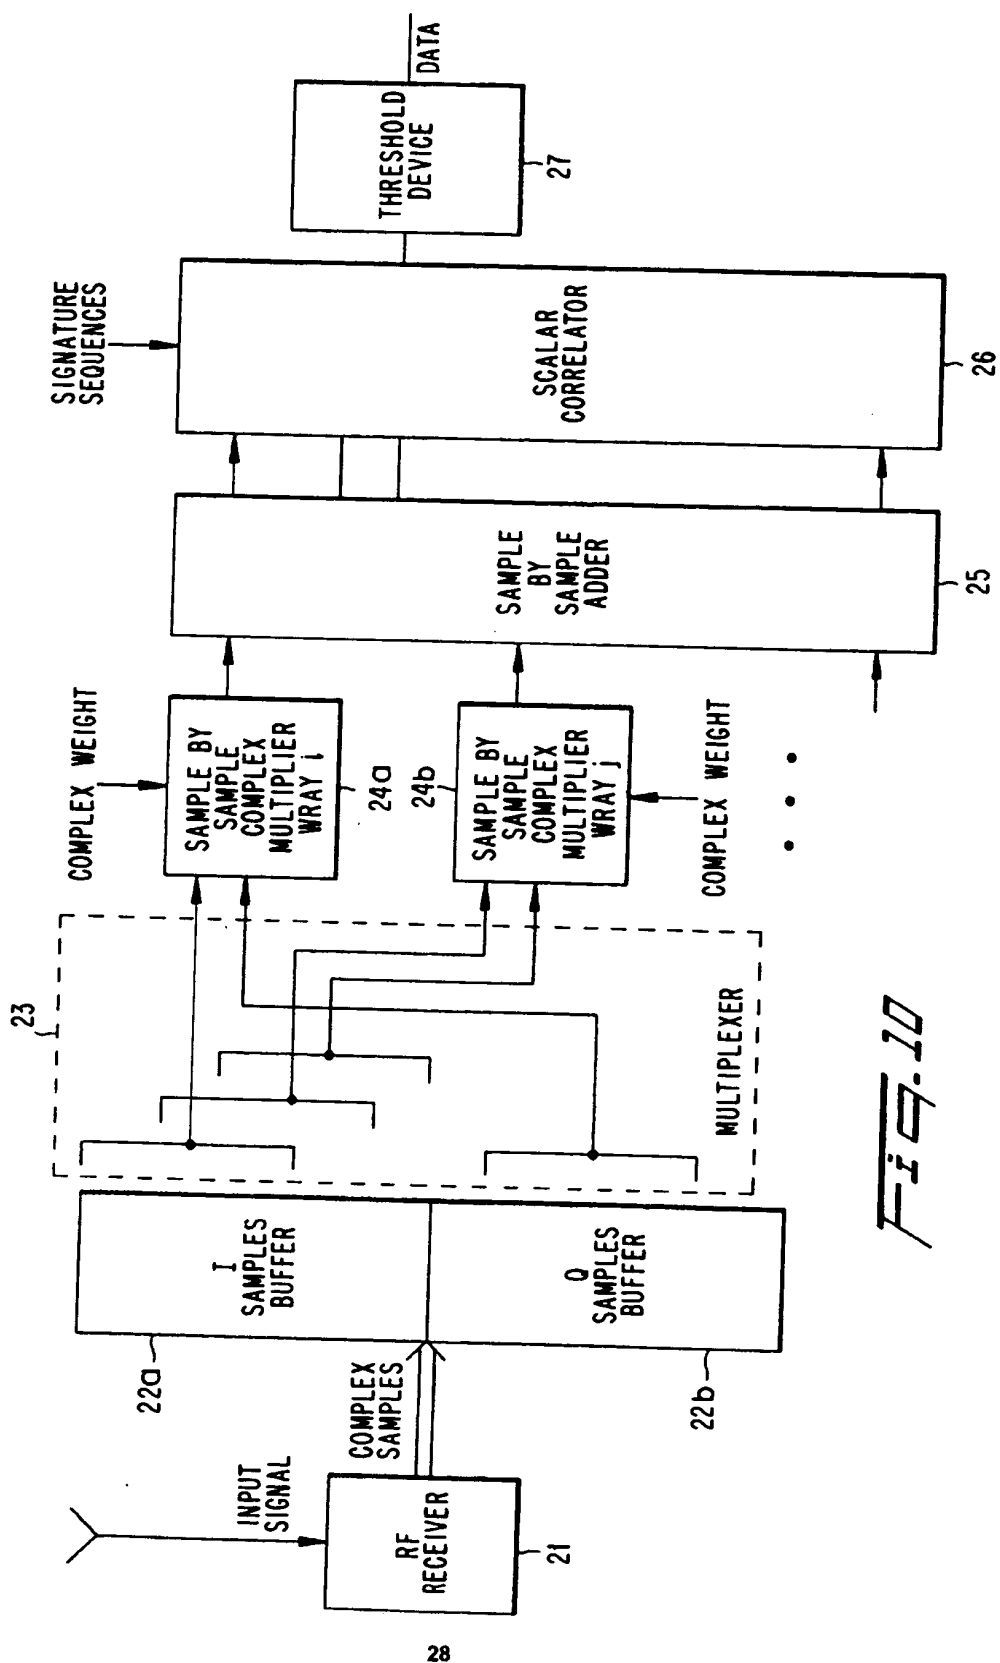 INPUT
SIGNAL
RF
RECEIVER
21
COMPLEX
SAMPLES
22a
I
SAMPLES
BUFFER
Q
SAMPLES
BUFFER
22b
23
MULTIPLEXER
COMPLEX WEIGHT
SAMPLE BY
SAMPLE
COMPLEX
MULTIPLIER
WRAY i
24a
24b
SAMPLE BY
SAMPLE
COMPLEX
MULTIPLIER
WRAY j
COMPLEX WEIGHT
SAMPLE
BY
SAMPLE
ADDER
25
SIGNATURE
SEQUENCES
SCALAR
CORRELATOR
26
THRESHOLD
DEVICE
27
DATA
Fig. 10
28